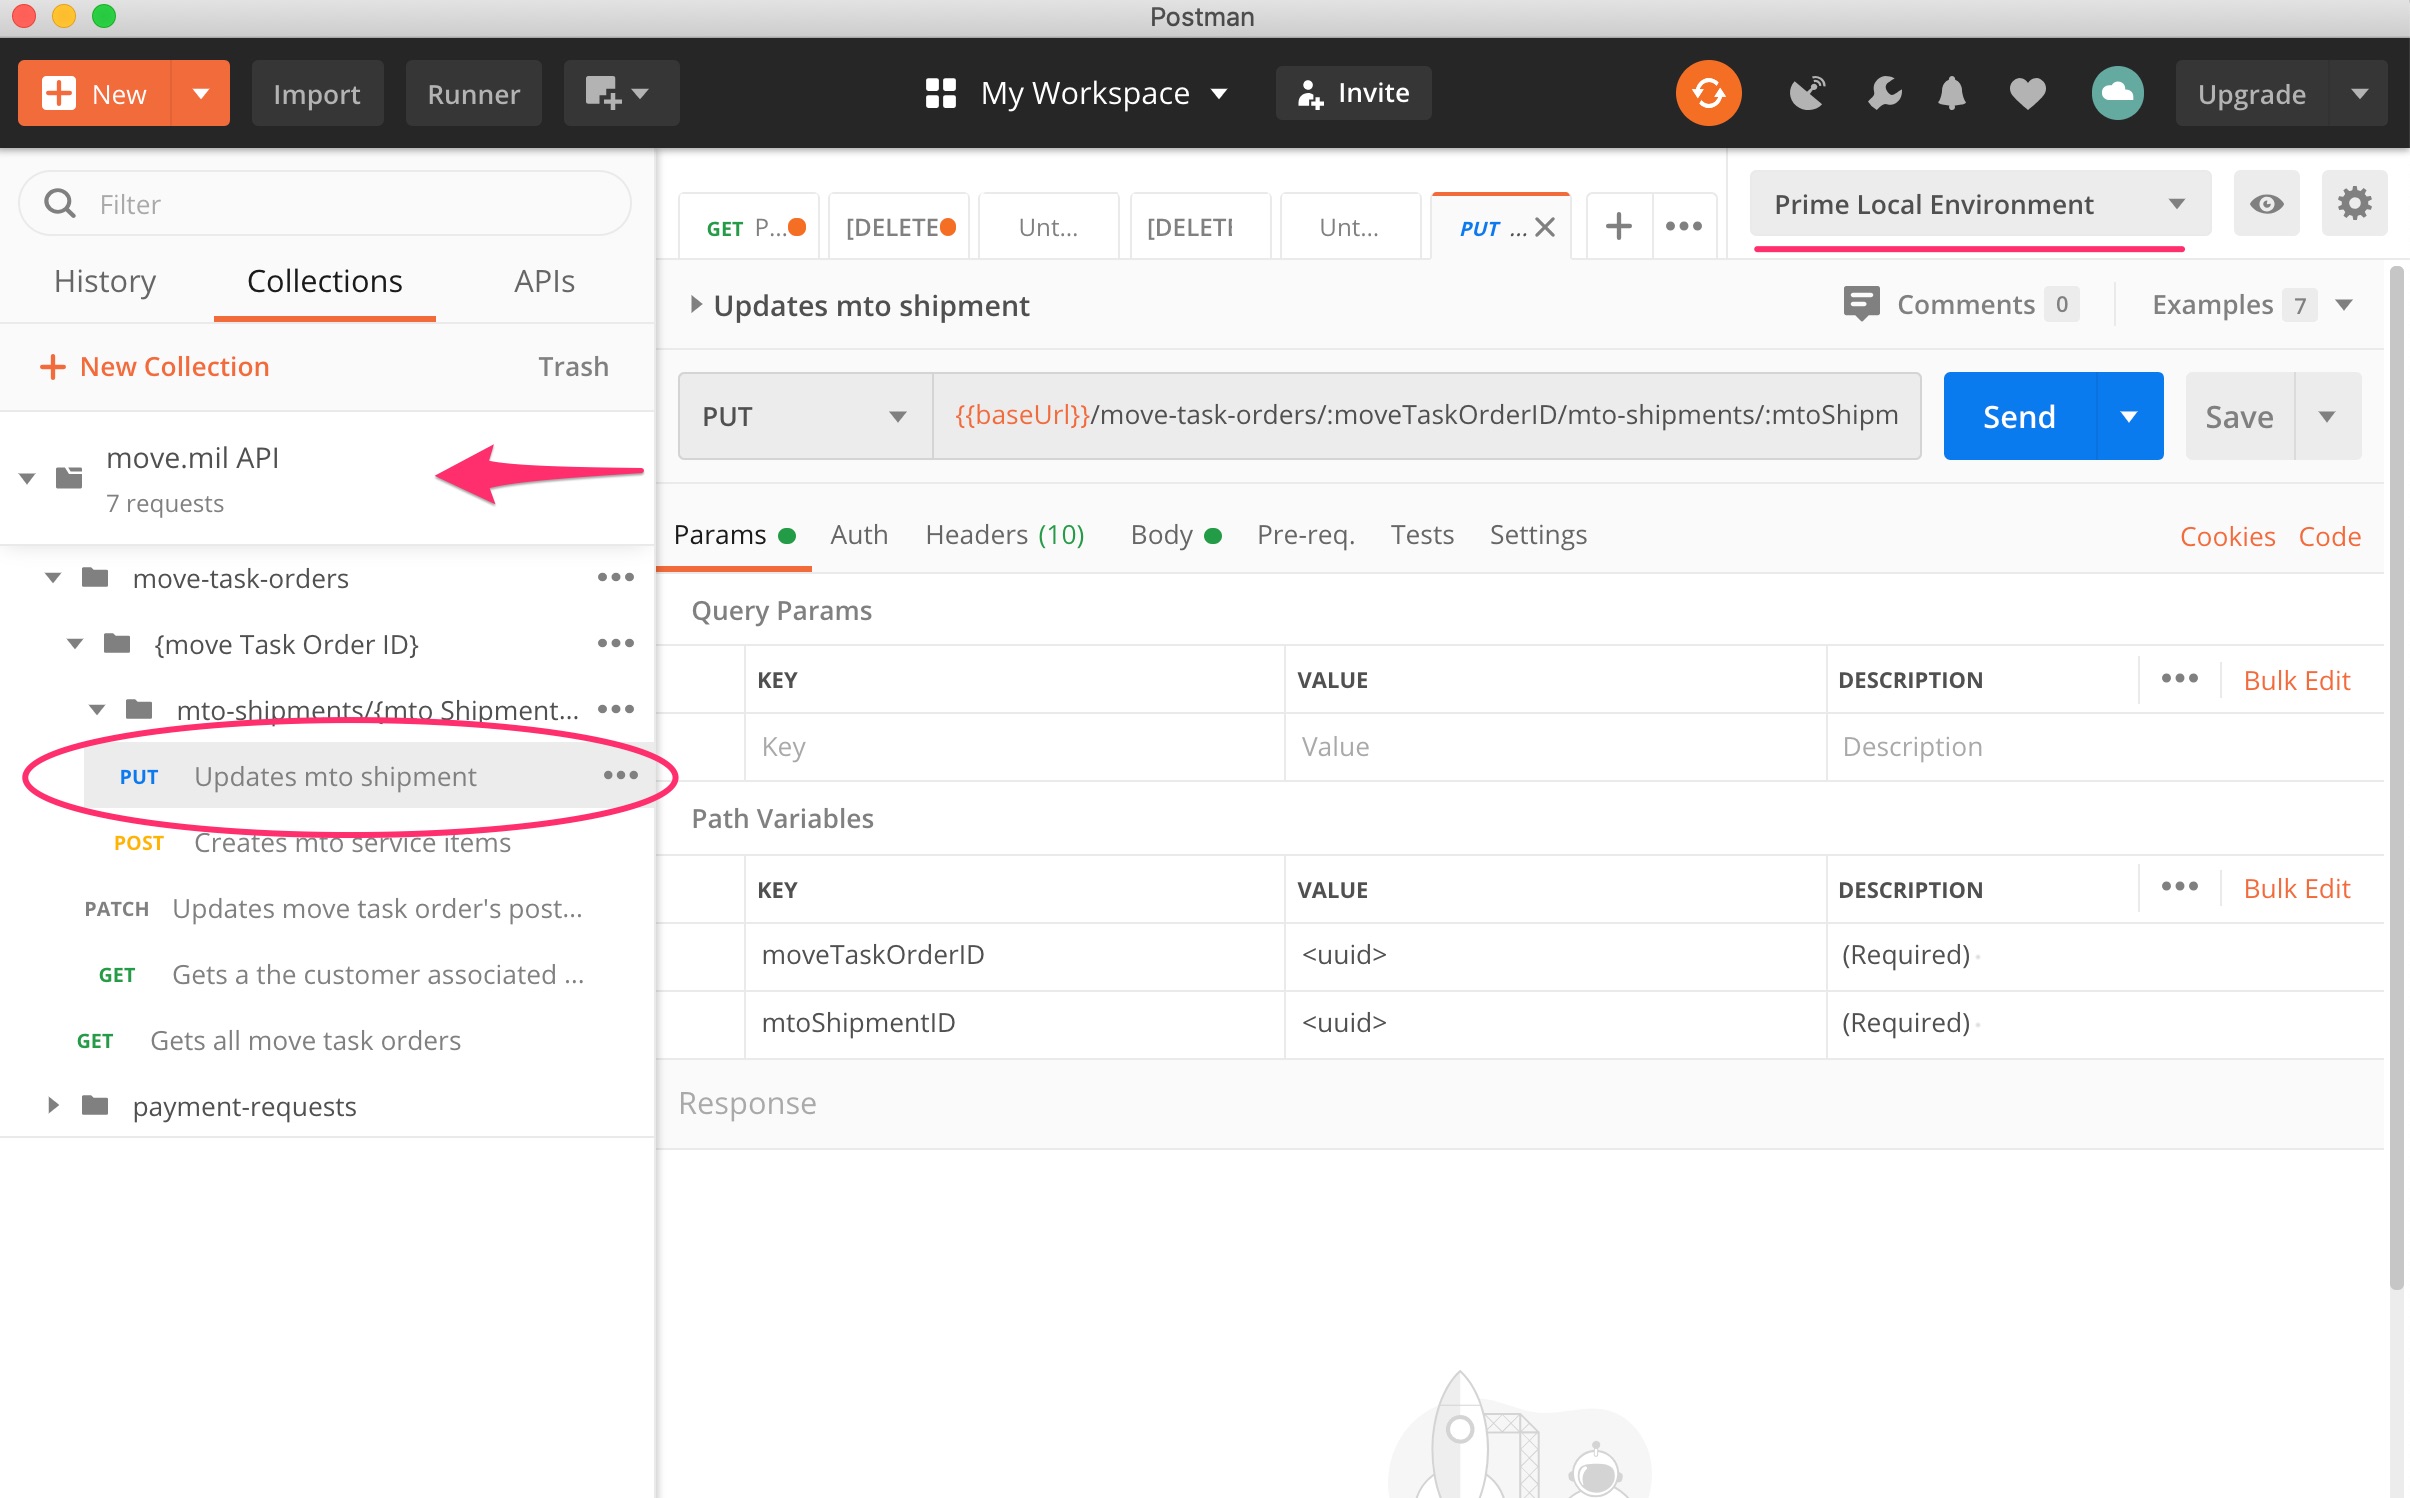 Postman
New Import Runner My Workspace Invite Upgrade
Filter
History Collections APIs
+ New Collection Trash
move.mil API
7 requests
move-task-orders
{move Task Order ID}
mto-shipments/{mto Shipment...
PUT Updates mto shipment
POST Creates mto service items
PATCH Updates move task order's post...
GET Gets a the customer associated ...
GET Gets all move task orders
payment-requests
GET P... [DELETE Unt... [DELETE Unt... PUT ...
Prime Local Environment
Updates mto shipment Comments 0 Examples 7
PUT {{baseUrl}}/move-task-orders/:moveTaskOrderID/mto-shipments/:mtoShipm Send Save
Params Auth Headers (10) Body Pre-req. Tests Settings Cookies Code
Query Params
KEY VALUE DESCRIPTION Bulk Edit
Key Value Description
Path Variables
KEY VALUE DESCRIPTION Bulk Edit
moveTaskOrderID <uuid> (Required)
mtoShipmentID <uuid> (Required)
Response